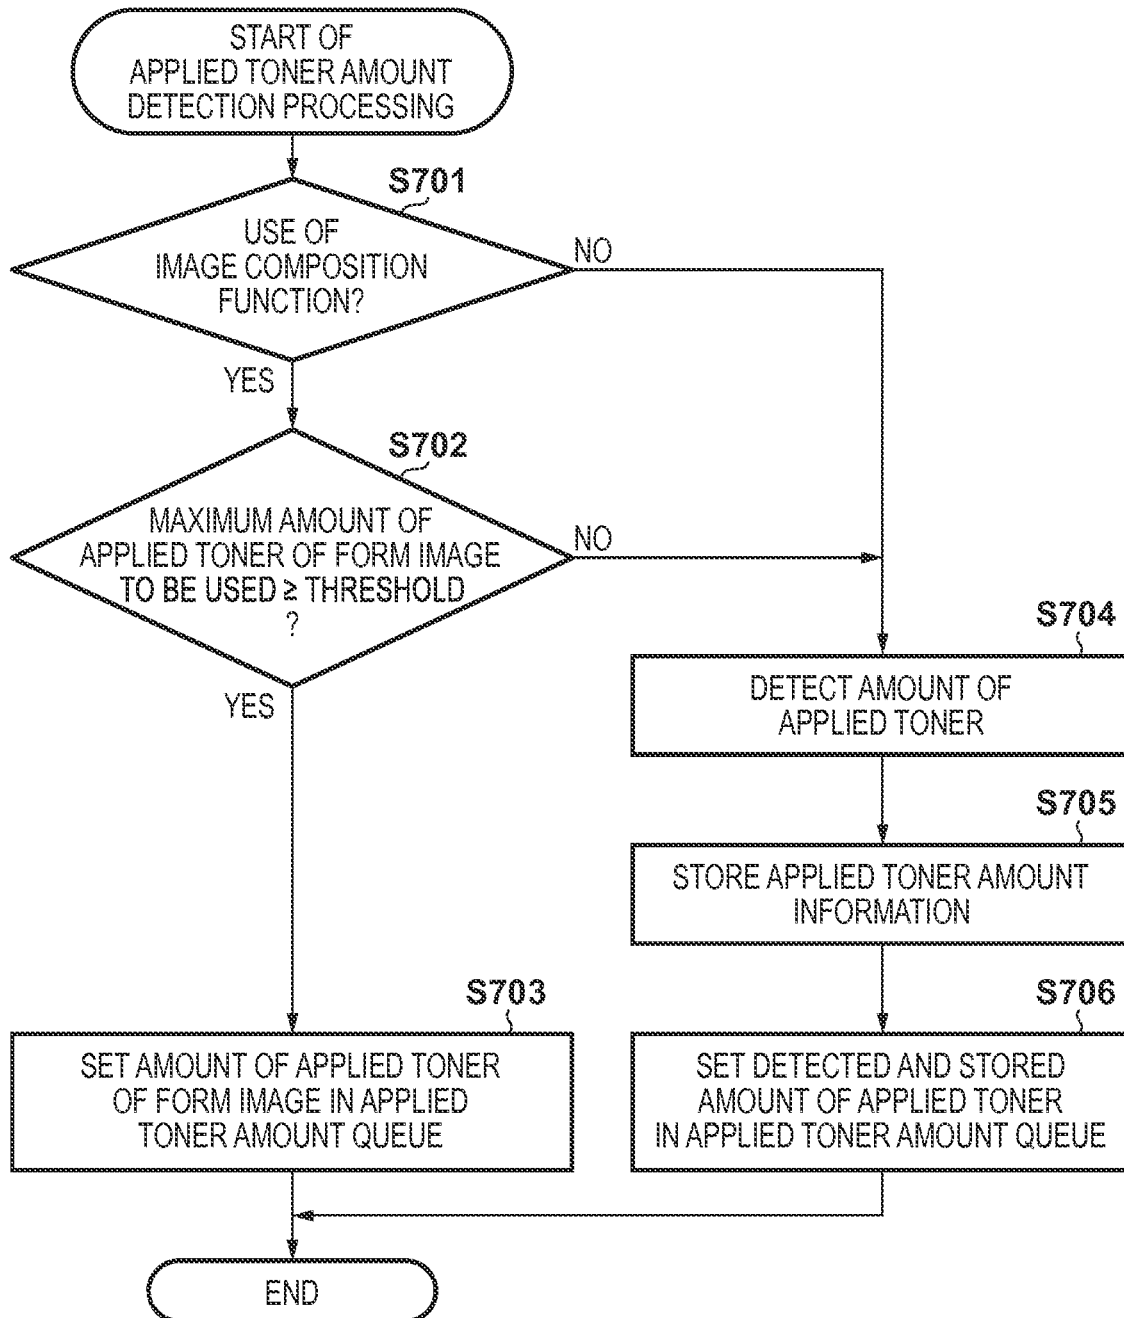 START OF
APPLIED TONER AMOUNT
DETECTION PROCESSING
S701
USE OF
IMAGE COMPOSITION
FUNCTION?
NO
YES
S702
MAXIMUM AMOUNT OF
APPLIED TONER OF FORM IMAGE
TO BE USED ≥ THRESHOLD
?
NO
YES
S704
DETECT AMOUNT OF
APPLIED TONER
S705
STORE APPLIED TONER AMOUNT
INFORMATION
S703
SET AMOUNT OF APPLIED TONER
OF FORM IMAGE IN APPLIED
TONER AMOUNT QUEUE
S706
SET DETECTED AND STORED
AMOUNT OF APPLIED TONER
IN APPLIED TONER AMOUNT QUEUE
END